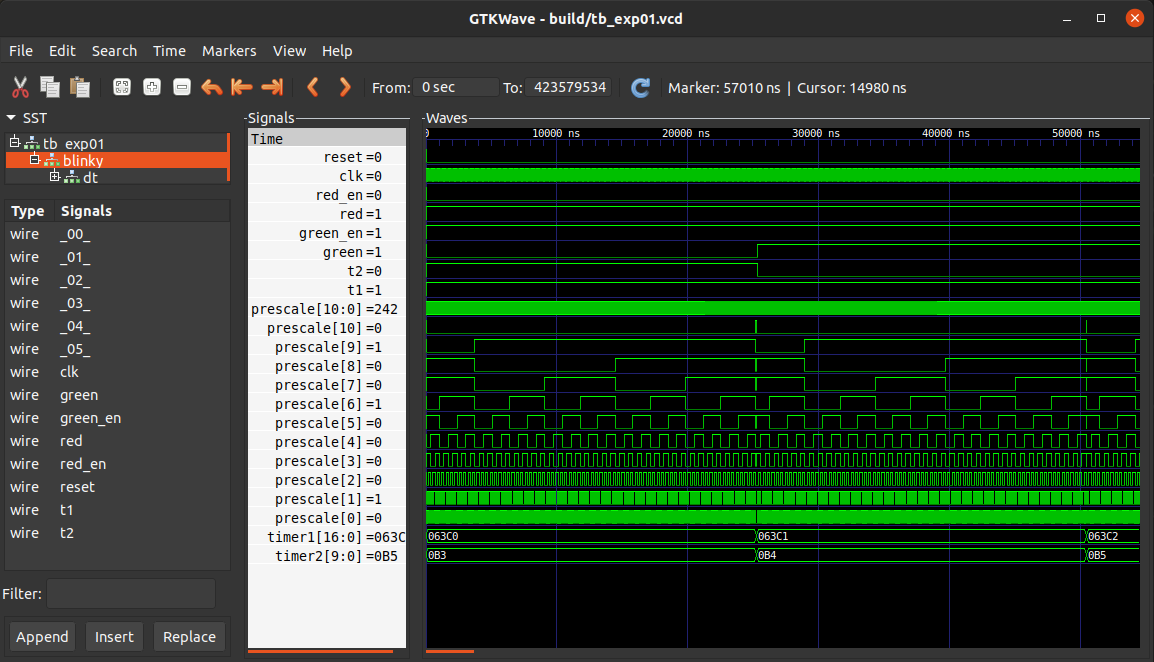 GTKWave - build/tb_exp01.vcd
File Edit Search Time Markers View Help
From: 0 sec To: 423579534 Marker: 57010 ns | Cursor: 14980 ns
SST
tb_exp01
blinky
dt
Type Signals
wire _00_
wire _01_
wire _02_
wire _03_
wire _04_
wire _05_
wire clk
wire green
wire green_en
wire red
wire red_en
wire reset
wire t1
wire t2
Filter:
Append Insert Replace
Signals
Time
reset =0
clk =0
red_en =0
red =1
green_en =1
green =1
t2 =0
t1 =1
prescale[10:0] =242
prescale[10] =0
prescale[9] =1
prescale[8] =0
prescale[7] =0
prescale[6] =1
prescale[5] =0
prescale[4] =0
prescale[3] =0
prescale[2] =0
prescale[1] =1
prescale[0] =0
timer1[16:0] =063C
timer2[9:0] =0B5
Waves
0 10000 ns 20000 ns 30000 ns 40000 ns 50000 ns
063C0 063C1 063C2
0B3 0B4 0B5